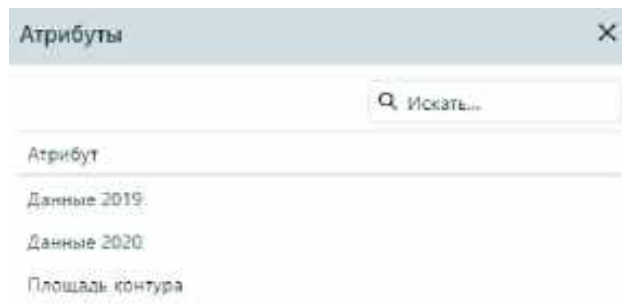 Атрибуты
Искать...
Атрибут
Данные 2019
Данные 2020
Площадь контура